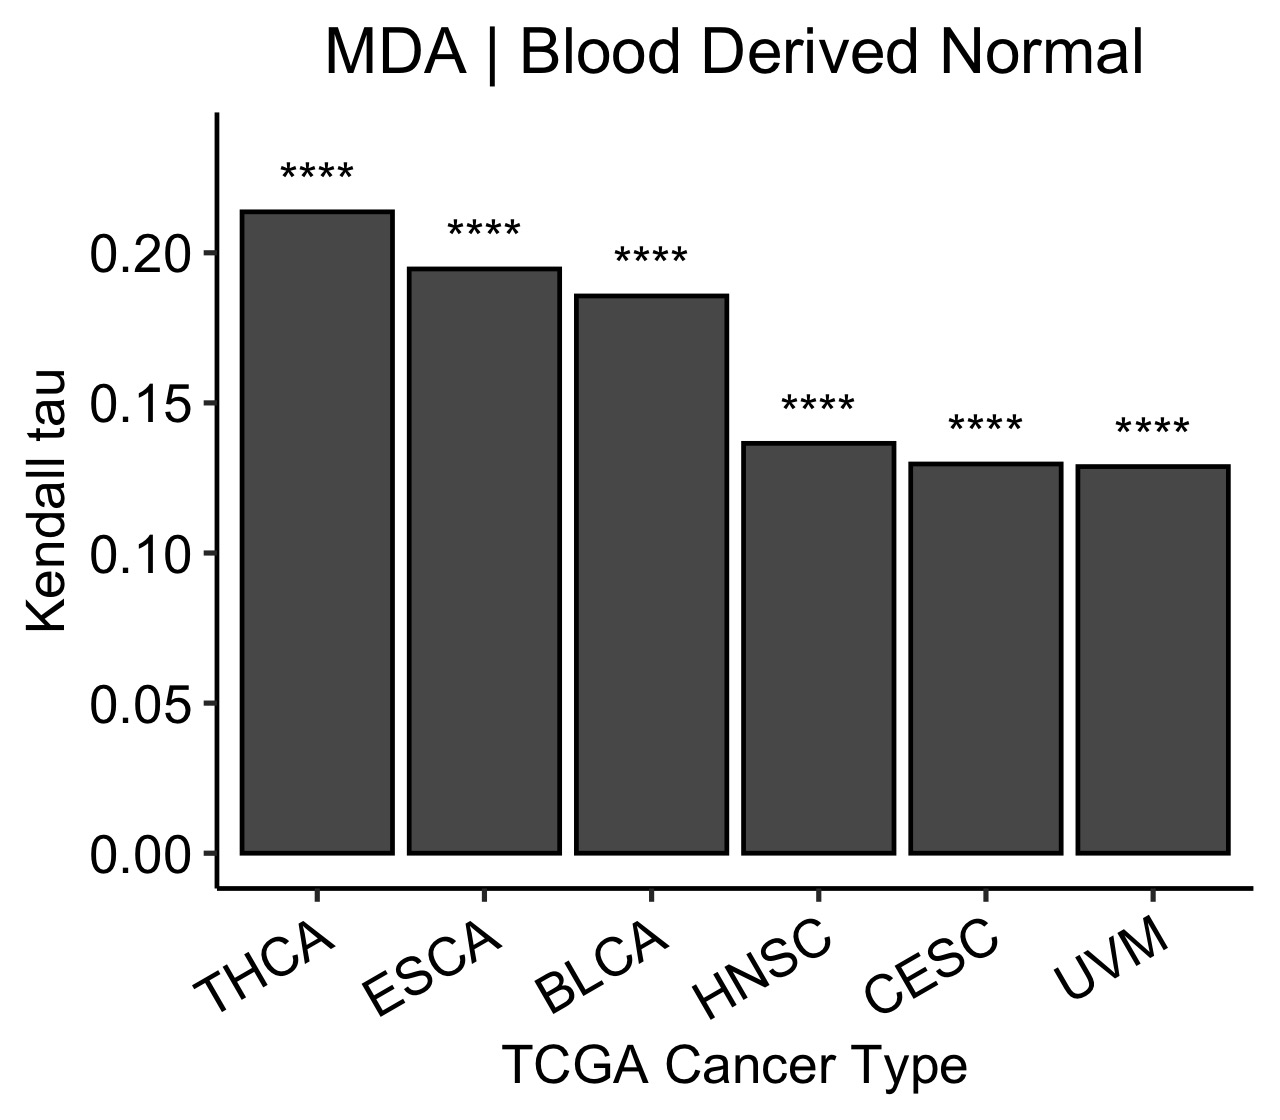 MDA | Blood Derived Normal
Kendall tau
0.20
0.15
0.10
0.05
0.00
****
****
****
****
****
****
THCA
ESCA
BLCA
HNSC
CESC
UVM
TCGA Cancer Type